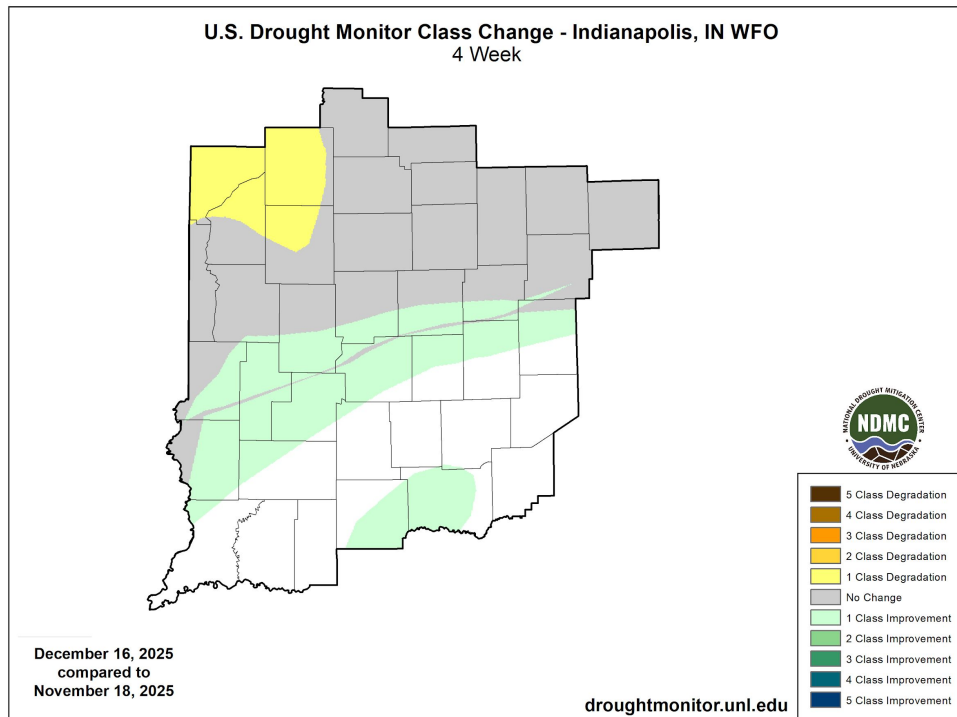 U.S. Drought Monitor Class Change - Indianapolis, IN WFO
4 Week
NATIONAL DROUGHT MITIGATION CENTER
NDMC
UNIVERSITY OF NEBRASKA
5 Class Degradation
4 Class Degradation
3 Class Degradation
2 Class Degradation
1 Class Degradation
No Change
1 Class Improvement
2 Class Improvement
3 Class Improvement
4 Class Improvement
5 Class Improvement
December 16, 2025
compared to
November 18, 2025
droughtmonitor.unl.edu